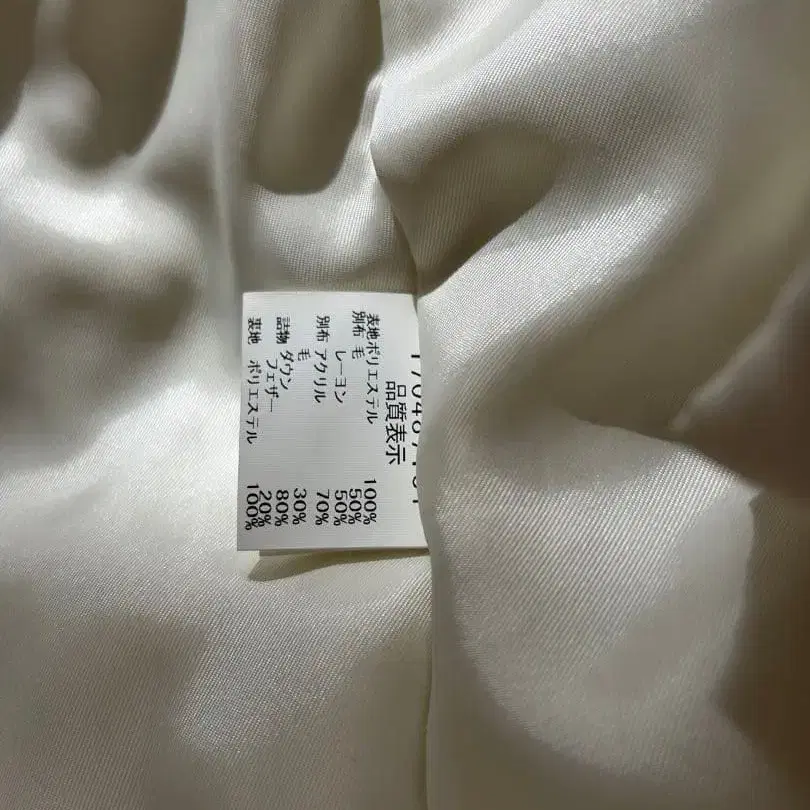 品質表示
表地 ポリエステル 100%
別布 毛 50%
レーヨン 50%
別布 アクリル 70%
毛 30%
詰物 ダウン 80%
フェザー 20%
裏地 ポリエステル 100%